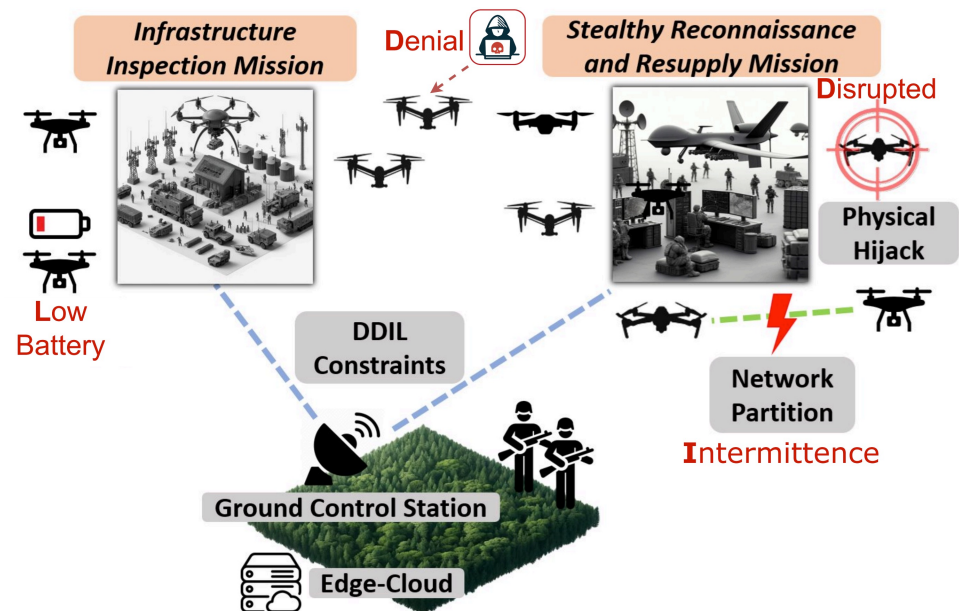 Infrastructure
Inspection Mission
Denial
Stealthy Reconnaissance
and Resupply Mission
Disrupted
Physical
Hijack
Low
Battery
DDIL
Constraints
Network
Partition
Intermittence
Ground Control Station
Edge-Cloud